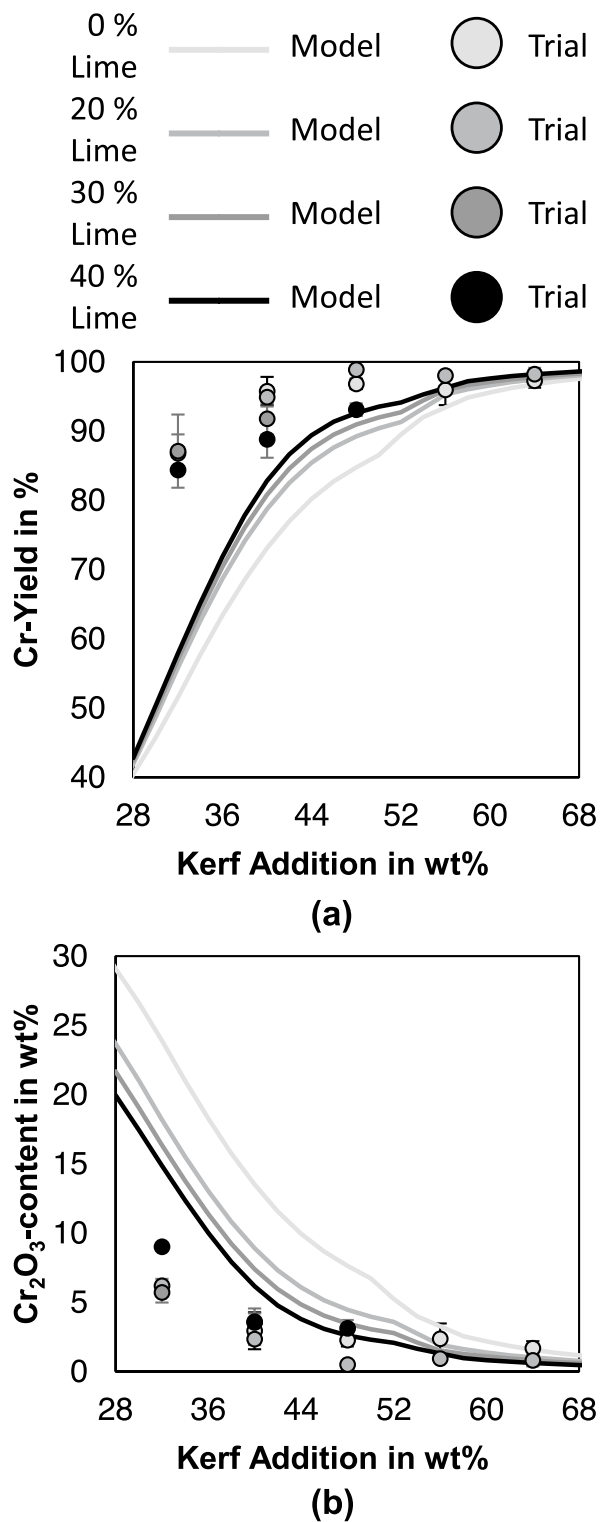 0 %
Lime
Model
Trial
20 %
Lime
Model
Trial
30 %
Lime
Model
Trial
40 %
Lime
Model
Trial
100
90
80
70
60
50
40
Cr-Yield in %
28 36 44 52 60 68
Kerf Addition in wt%
(a)
30
25
20
15
10
5
0
Cr₂O₃-content in wt%
28 36 44 52 60 68
Kerf Addition in wt%
(b)